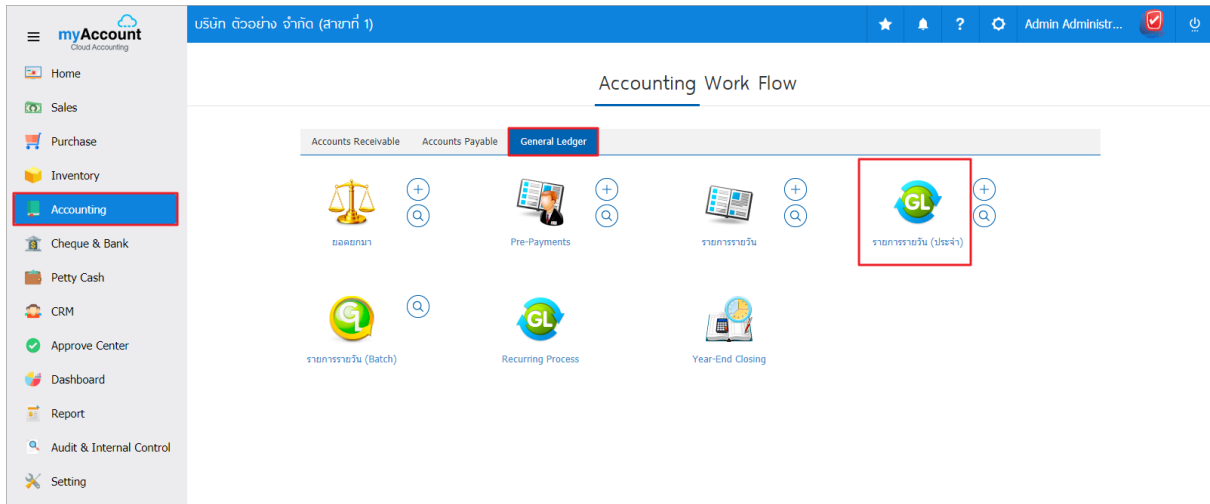 myAccount
Cloud Accounting
บริษัท ตัวอย่าง จำกัด (สาขาที่ 1)
?
Admin Administr...
Home
Sales
Purchase
Inventory
Accounting
Cheque & Bank
Petty Cash
CRM
Approve Center
Dashboard
Report
Audit & Internal Control
Setting
Accounting Work Flow
Accounts Receivable
Accounts Payable
General Ledger
ยอดยกมา
Pre-Payments
รายการรายวัน
GL
รายการรายวัน (ประจำ)
GL
รายการรายวัน (Batch)
GL
Recurring Process
Year-End Closing